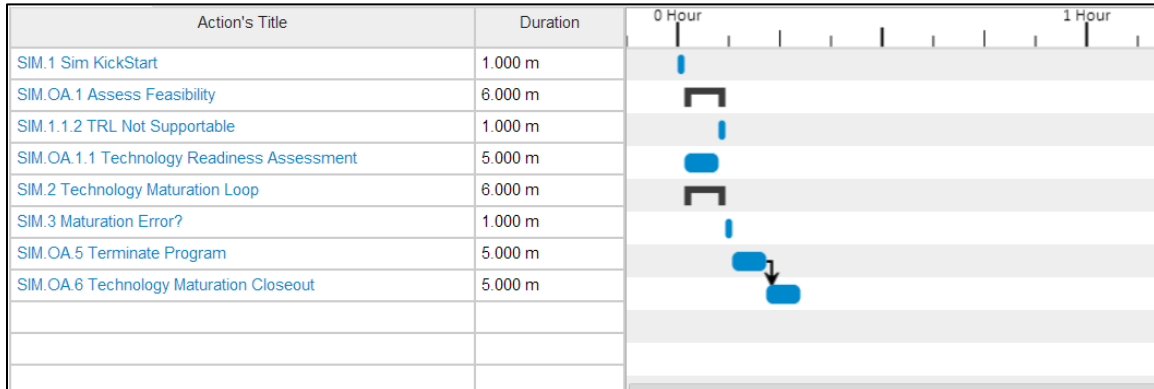 Action's Title Duration 0 Hour 1 Hour
SIM.1 Sim KickStart 1.000 m
SIM.OA.1 Assess Feasibility 6.000 m
SIM.1.1.2 TRL Not Supportable 1.000 m
SIM.OA.1.1 Technology Readiness Assessment 5.000 m
SIM.2 Technology Maturation Loop 6.000 m
SIM.3 Maturation Error? 1.000 m
SIM.OA.5 Terminate Program 5.000 m
SIM.OA.6 Technology Maturation Closeout 5.000 m